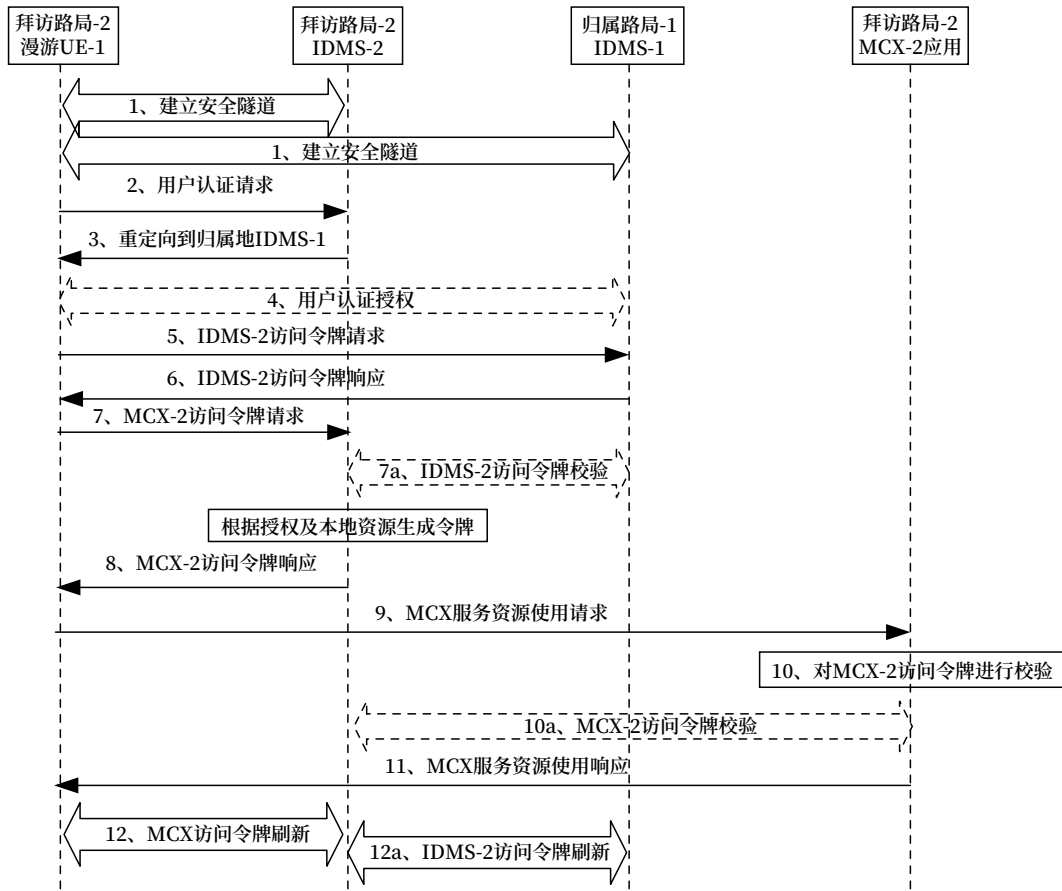 拜访路局-2
漫游UE-1
拜访路局-2
IDMS-2
归属路局-1
IDMS-1
拜访路局-2
MCX-2应用
1、建立安全隧道
1、建立安全隧道
2、用户认证请求
3、重定向到归属地IDMS-1
4、用户认证授权
5、IDMS-2访问令牌请求
6、IDMS-2访问令牌响应
7、MCX-2访问令牌请求
7a、IDMS-2访问令牌校验
根据授权及本地资源生成令牌
8、MCX-2访问令牌响应
9、MCX服务资源使用请求
10、对MCX-2访问令牌进行校验
10a、MCX-2访问令牌校验
11、MCX服务资源使用响应
12、MCX访问令牌刷新
12a、IDMS-2访问令牌刷新